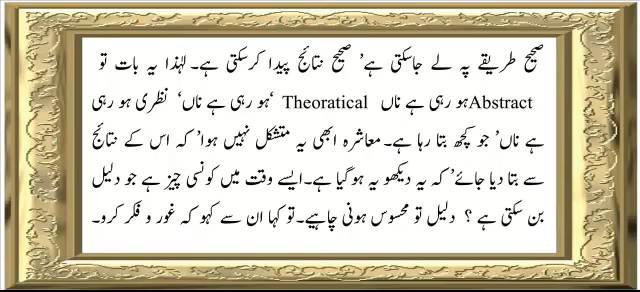 صحیح طریقے پہ لے جاسکتی ہے' صحیح نتائج پیدا کرسکتی ہے۔ لہٰذا یہ بات تو
Abstractہو رہی ہے ناں Theoratical 'ہو رہی ہے ناں' نظری ہو رہی
ہے ناں' جو کچھ بتا رہا ہے۔ معاشرہ ابھی یہ متشکل نہیں ہوا' کہ اس کے نتائج
سے بتا دیا جائے' کہ یہ دیکھو یہ ہوگیا ہے۔ایسے وقت میں کونسی چیز ہے جو دلیل
بن سکتی ہے ؟ دلیل تو محسوس ہونی چاہیے۔تو کہا ان سے کہو کہ غور و فکر کرو۔